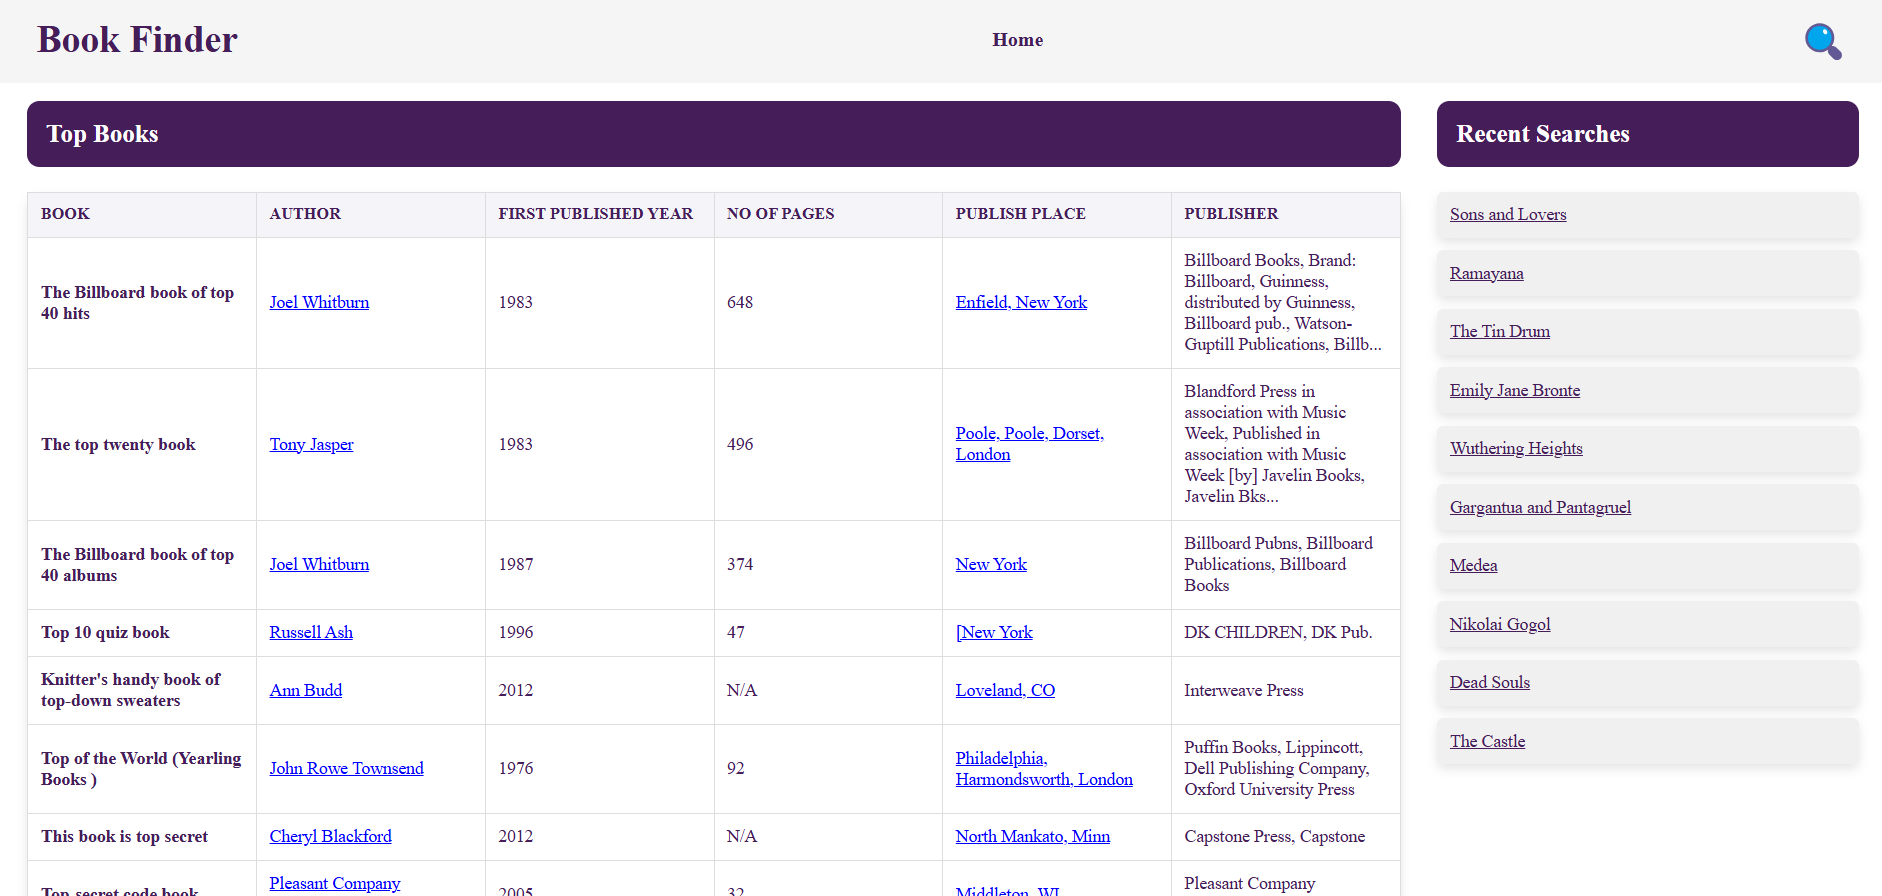 Book Finder
Home
Top Books
BOOK AUTHOR FIRST PUBLISHED YEAR NO OF PAGES PUBLISH PLACE PUBLISHER
The Billboard book of top
40 hits
Joel Whitburn
1983
648
Enfield, New York
Billboard Books, Brand:
Billboard, Guinness,
distributed by Guinness,
Billboard pub., Watson-
Guptill Publications, Billb...
The top twenty book
Tony Jasper
1983
496
Poole, Poole, Dorset,
London
Blandford Press in
association with Music
Week, Published in
association with Music
Week [by] Javelin Books,
Javelin Bks...
The Billboard book of top
40 albums
Joel Whitburn
1987
374
New York
Billboard Pubns, Billboard
Publications, Billboard
Books
Top 10 quiz book
Russell Ash
1996
47
[New York
DK CHILDREN, DK Pub.
Knitter's handy book of
top-down sweaters
Ann Budd
2012
N/A
Loveland, CO
Interweave Press
Top of the World (Yearling
Books )
John Rowe Townsend
1976
92
Philadelphia,
Harmondsworth, London
Puffin Books, Lippincott,
Dell Publishing Company,
Oxford University Press
This book is top secret
Cheryl Blackford
2012
N/A
North Mankato, Minn
Capstone Press, Capstone
Top-secret code book
Pleasant Company
2005
32
Middleton, WI
Pleasant Company
Recent Searches
Sons and Lovers
Ramayana
The Tin Drum
Emily Jane Bronte
Wuthering Heights
Gargantua and Pantagruel
Medea
Nikolai Gogol
Dead Souls
The Castle